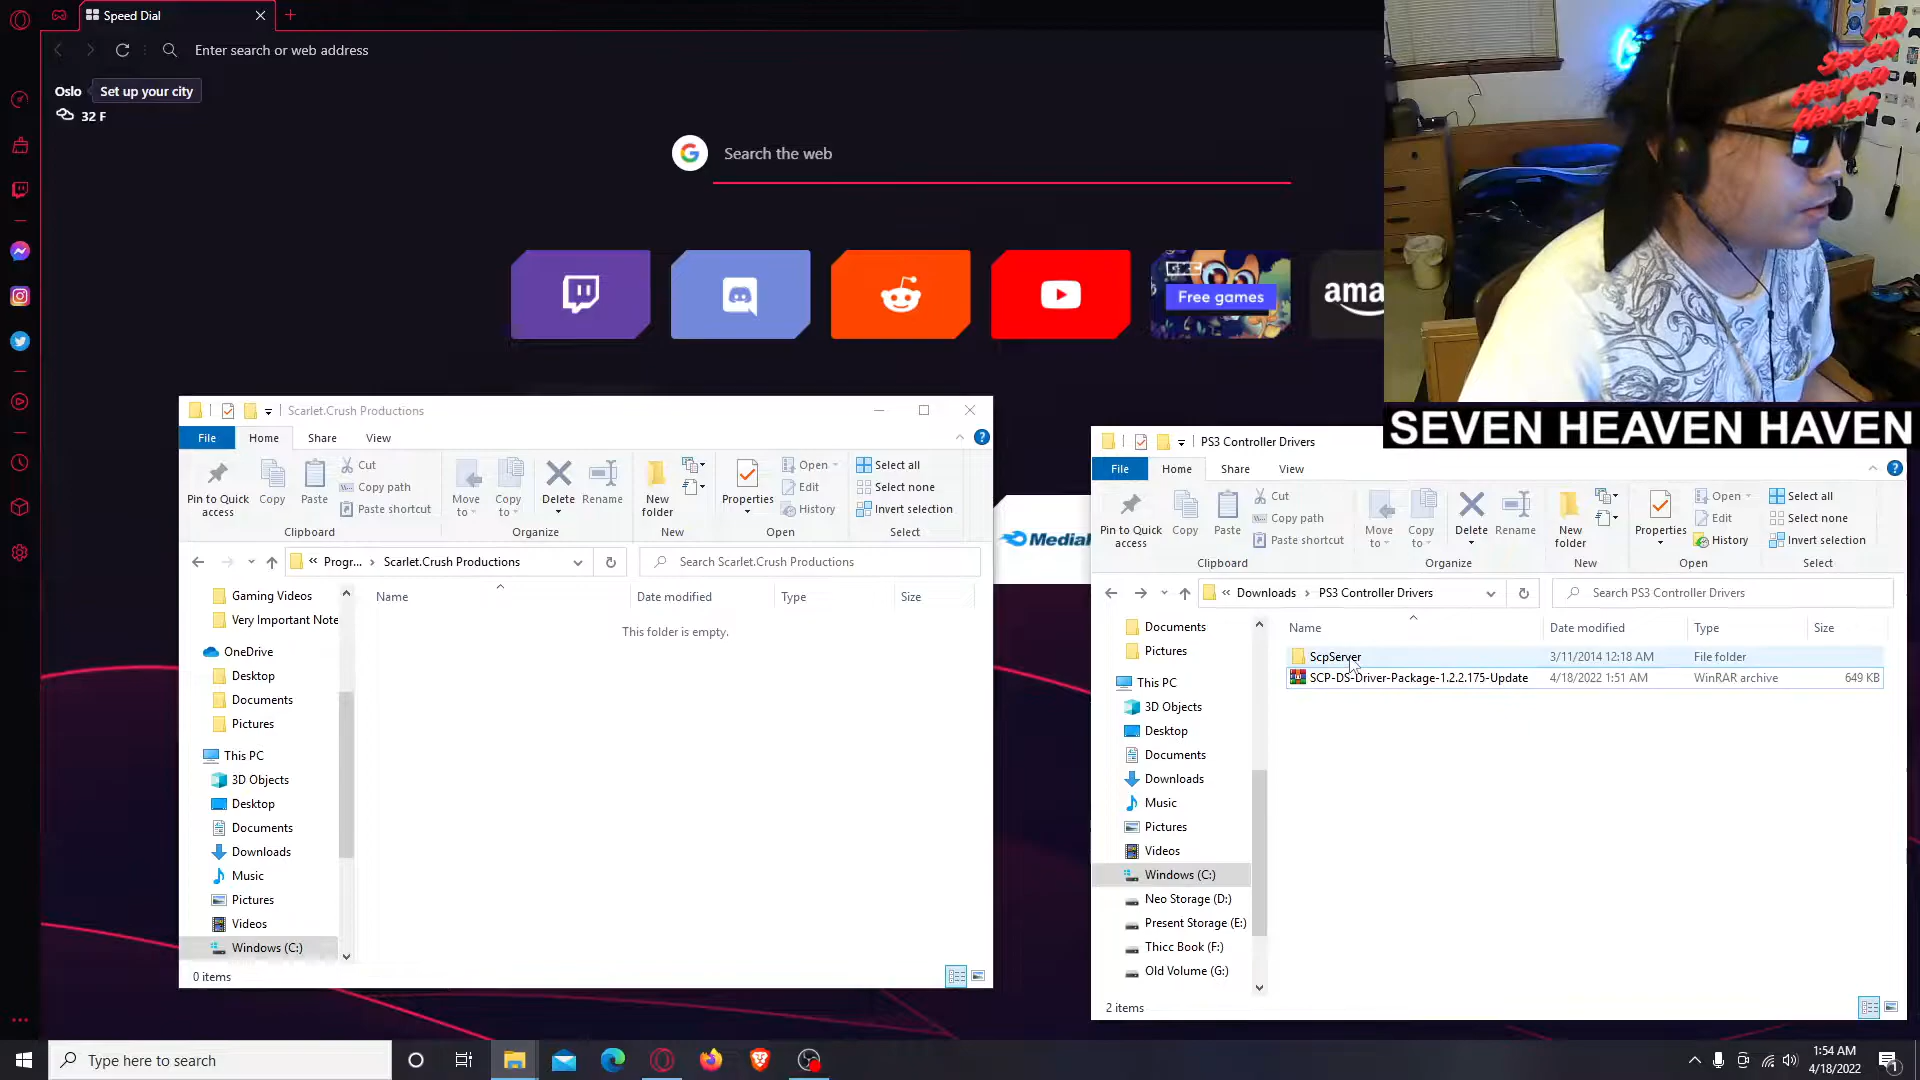 Speed Dial
Enter search or web address
Oslo
Set up your city
32 F
Search the web
Free games
ama
Seven
Heaven
Haven
SEVEN HEAVEN HAVEN
Scarlet.Crush Productions
File Home Share View
Pin to Quick access
Copy
Paste
Cut
Copy path
Paste shortcut
Clipboard
Move to
Copy to
Delete
Rename
Organize
New folder
New
Properties
Open
Edit
History
Open
Select all
Select none
Invert selection
Select
« Progr... › Scarlet.Crush Productions
Search Scarlet.Crush Productions
Gaming Videos
Very Important Note
OneDrive
Desktop
Documents
Pictures
This PC
3D Objects
Desktop
Documents
Downloads
Music
Pictures
Videos
Windows (C:)
Name Date modified Type Size
This folder is empty.
0 items
Media
PS3 Controller Drivers
File Home Share View
Pin to Quick access
Copy
Paste
Cut
Copy path
Paste shortcut
Clipboard
Move to
Copy to
Delete
Rename
Organize
New folder
New
Properties
Open
Edit
History
Open
Select all
Select none
Invert selection
Select
« Downloads › PS3 Controller Drivers
Search PS3 Controller Drivers
Documents
Pictures
This PC
3D Objects
Desktop
Documents
Downloads
Music
Pictures
Videos
Windows (C:)
Neo Storage (D:)
Present Storage (E:)
Thicc Book (F:)
Old Volume (G:)
Name Date modified Type Size
ScpServer 3/11/2014 12:18 AM File folder
SCP-DS-Driver-Package-1.2.2.175-Update 4/18/2022 1:51 AM WinRAR archive 649 KB
2 items
Type here to search
1:54 AM
4/18/2022
1